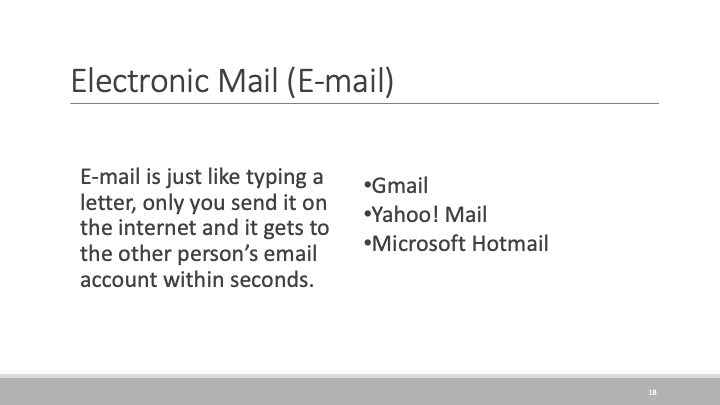 Electronic Mail (E-mail)
E-mail is just like typing a
letter, only you send it on
the internet and it gets to
the other person’s email
account within seconds.
•Gmail
•Yahoo! Mail
•Microsoft Hotmail
18